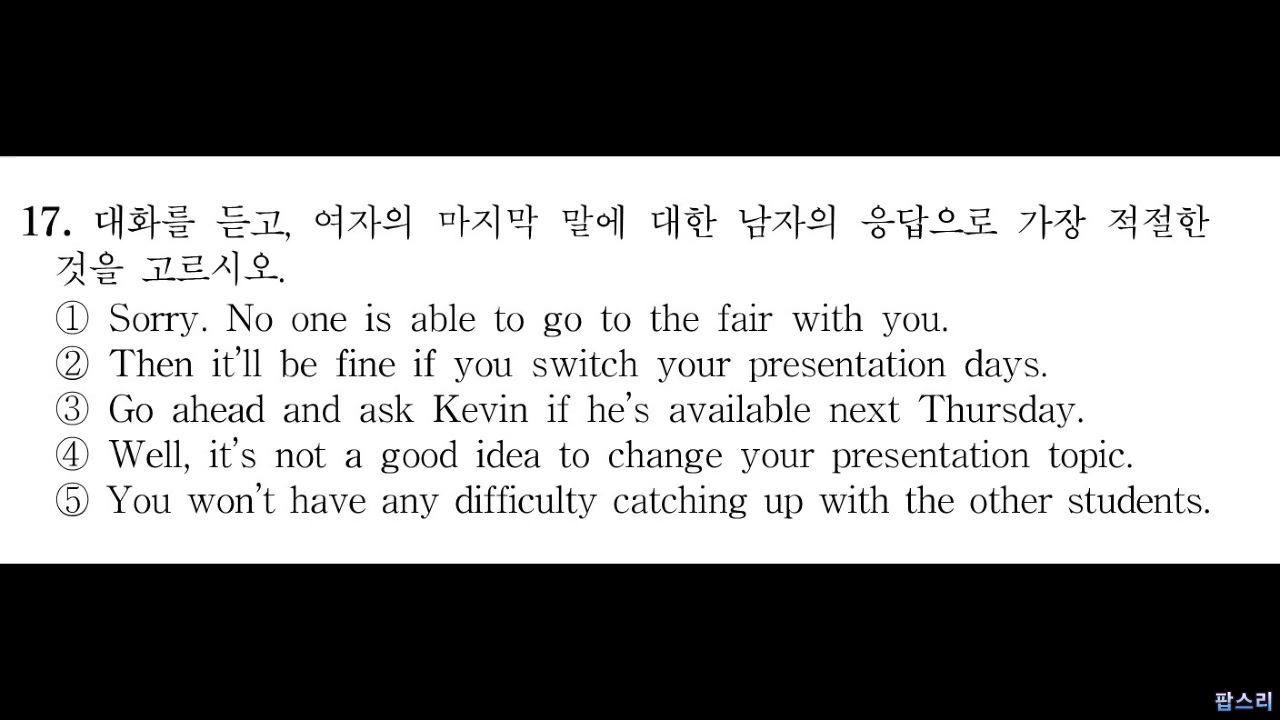 17. 대화를 듣고, 여자의 마지막 말에 대한 남자의 응답으로 가장 적절한
것을 고르시오.
① Sorry. No one is able to go to the fair with you.
② Then it’ll be fine if you switch your presentation days.
③ Go ahead and ask Kevin if he’s available next Thursday.
④ Well, it’s not a good idea to change your presentation topic.
⑤ You won’t have any difficulty catching up with the other students.
팝스리